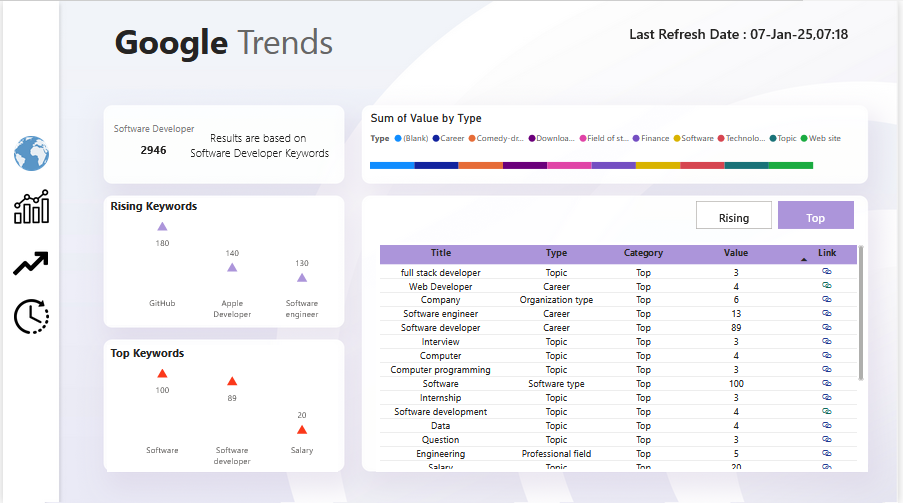 Google Trends
Last Refresh Date : 07-Jan-25,07:18
Software Developer
2946
Results are based on
Software Developer Keywords
Sum of Value by Type
Type (Blank) Career Comedy-dr... Downloa... Field of st... Finance Software Technolo... Topic Web site
Rising Keywords
180
140
130
GitHub
Apple
Developer
Software
engineer
Top Keywords
100
89
20
Software
Software
developer
Salary
Rising
Top
Title Type Category Value Link
full stack developer Topic Top 3
Web Developer Career Top 4
Company Organization type Top 6
Software engineer Career Top 13
Software developer Career Top 89
Interview Topic Top 3
Computer Topic Top 4
Computer programming Topic Top 3
Software Software type Top 100
Internship Topic Top 3
Software development Topic Top 4
Data Topic Top 4
Question Topic Top 3
Engineering Professional field Top 5
Salary Topic Top 20